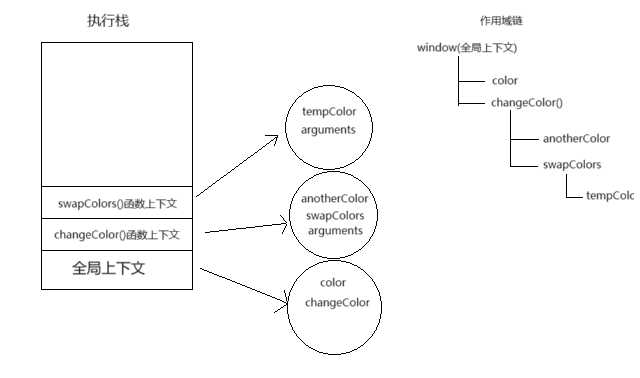 执行栈
swapColors()函数上下文
changeColor()函数上下文
全局上下文
tempColor
arguments
anotherColor
swapColors
arguments
color
changeColor
作用域链
window(全局上下文)
color
changeColor()
anotherColor
swapColors
tempColo